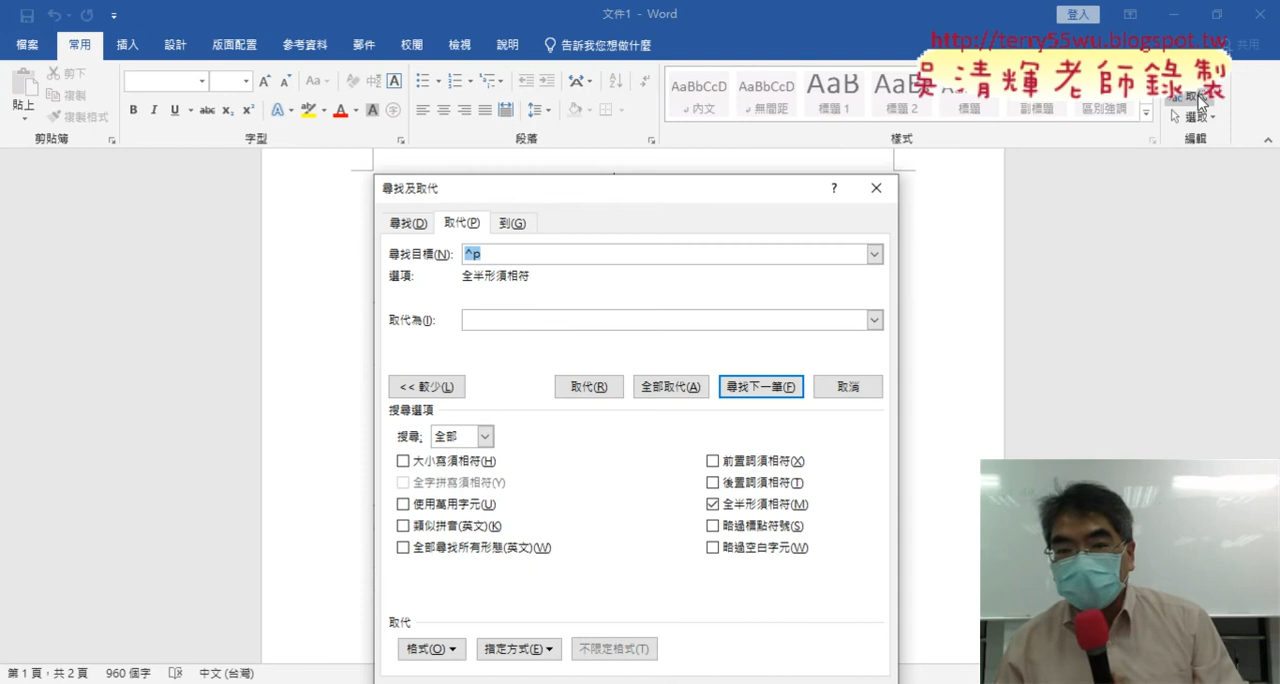 文件1 - Word
登入
http://terry55wu.blogspot.tw
檔案 常用 插入 設計 版面配置 參考資料 郵件 校閱 檢視 說明 告訴我您想做什麼 共用
吳清輝老師錄製
剪下
複製
貼上
複製格式
AaBbCcD AaBbCcD AaB
內文 無間距 標題 1 標題 2 標題 副標題 區別強調
取代
選取
剪貼簿 字型 段落 樣式 編輯
尋找及取代
尋找(D) 取代(P) 到(G)
尋找目標(N): ^p
選項: 全半形須相符
取代為(I):
<< 較少(L) 取代(R) 全部取代(A) 尋找下一筆(F) 取消
搜尋選項
搜尋: 全部
大小寫須相符(H) 前置詞須相符(X)
全字拼寫須相符(Y) 後置詞須相符(T)
使用萬用字元(U) 全半形須相符(M)
類似拼音(英文)(K) 略過標點符號(S)
全部尋找所有形態(英文)(W) 略過空白字元(W)
取代
格式(O) 指定方式(E) 不限定格式(T)
第 1 頁，共 2 頁 960 個字 中文 (台灣)